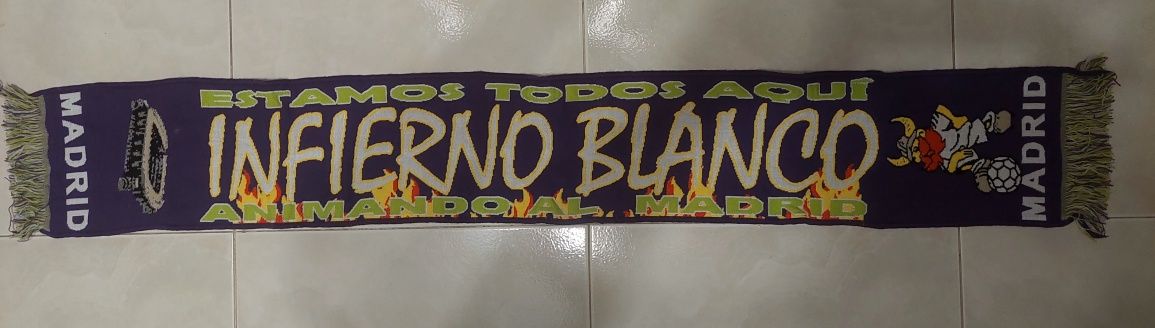 MADRID
ESTAMOS TODOS AQUÍ
INFIERNO BLANCO
ANIMANDO AL MADRID
MADRID